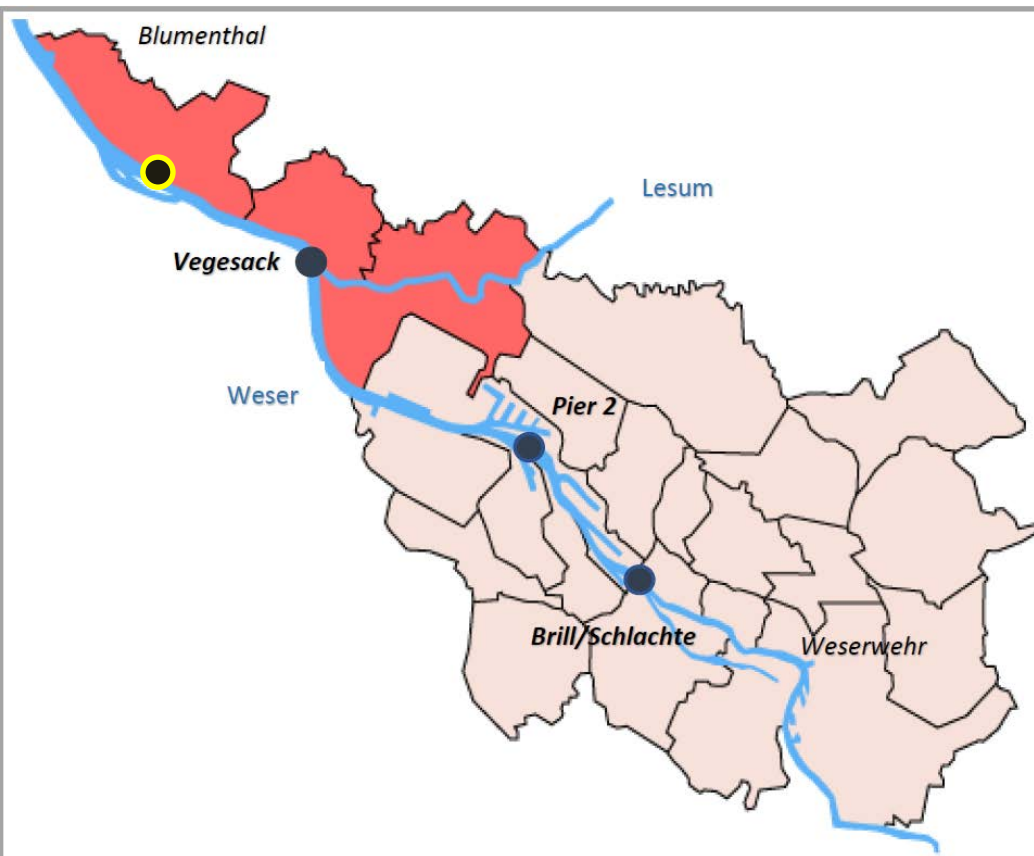 Blumenthal
Lesum
Vegesack
Weser
Pier 2
Brill/Schlachte
Weserwehr